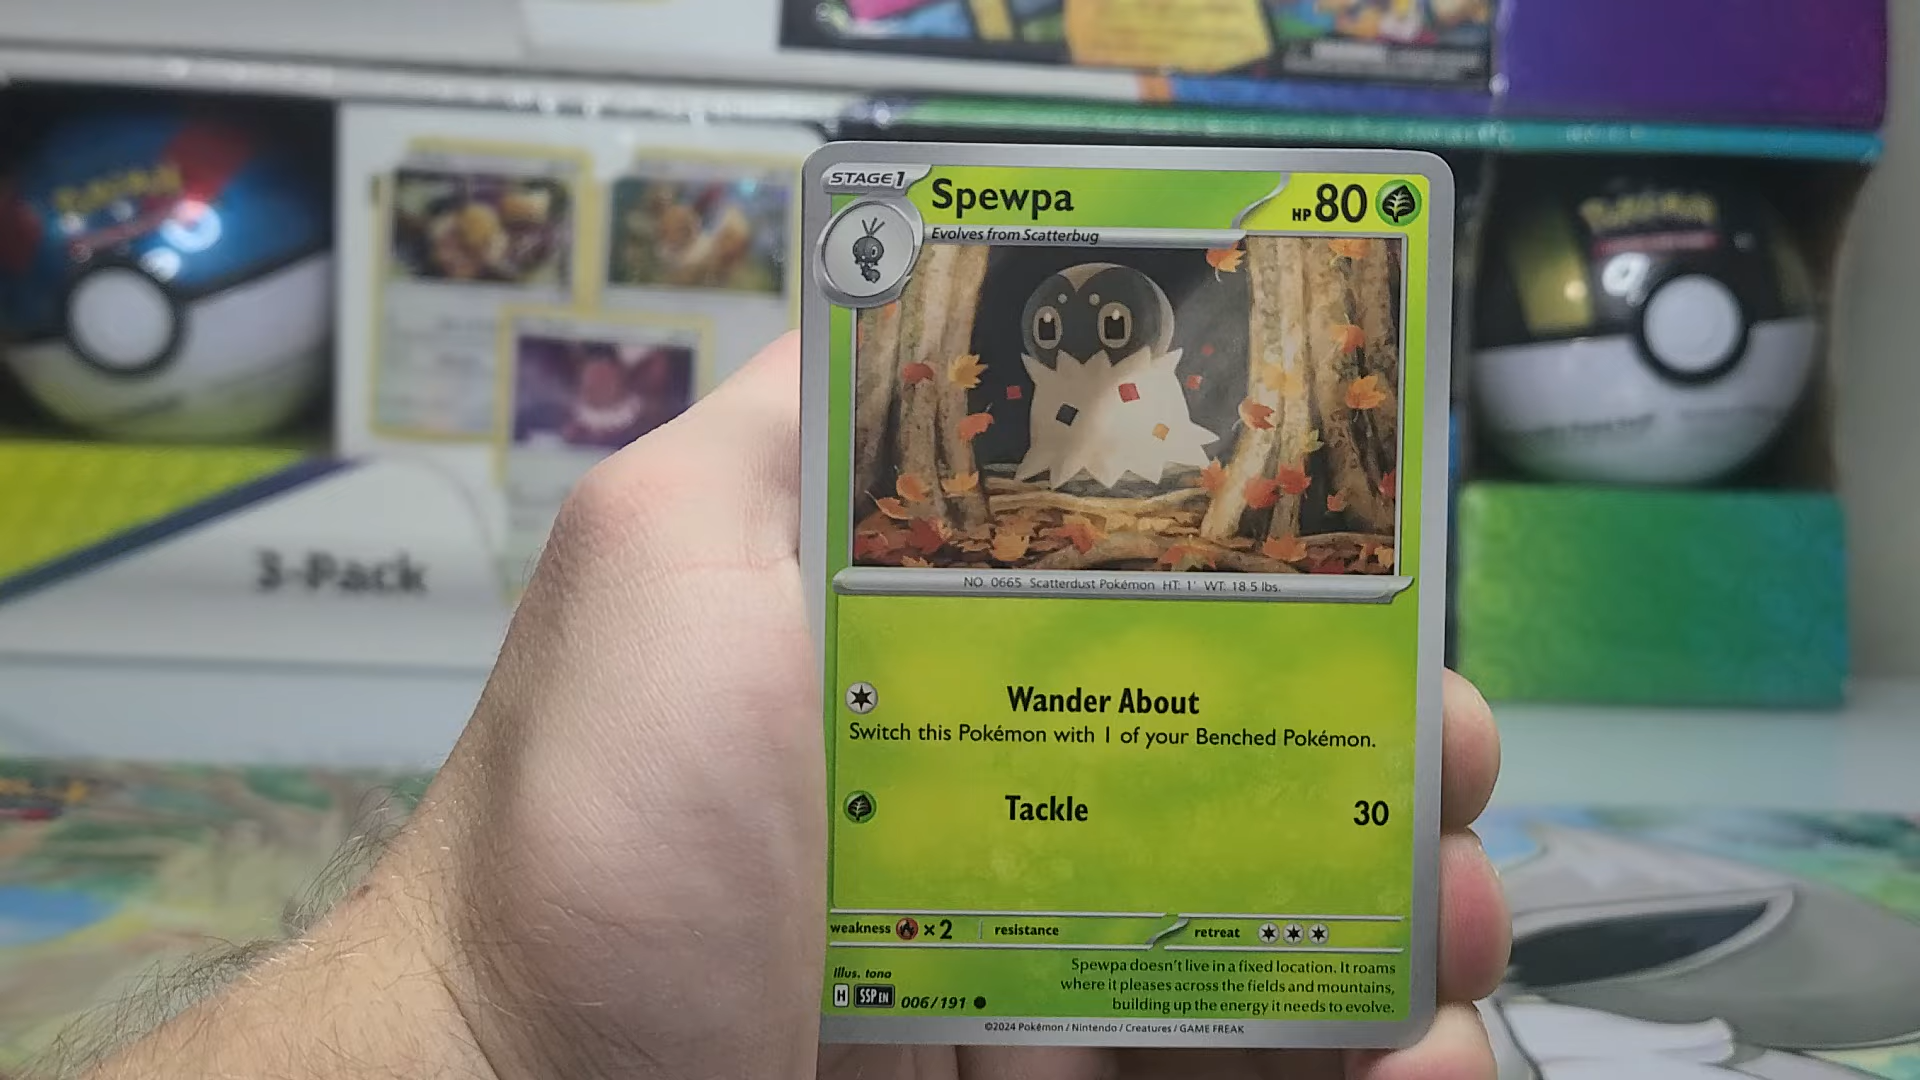 Pokémon
Pokémon
3-Pack
STAGE 1
Spewpa
HP 80
Evolves from Scatterbug
NO. 0665 Scatterdust Pokémon HT: 1' WT: 18.5 lbs.
Wander About
Switch this Pokémon with 1 of your Benched Pokémon.
Tackle 30
weakness ×2 resistance retreat
Illus. tono
H SSP EN 006/191
Spewpa doesn't live in a fixed location. It roams
where it pleases across the fields and mountains,
building up the energy it needs to evolve.
©2024 Pokémon / Nintendo / Creatures / GAME FREAK